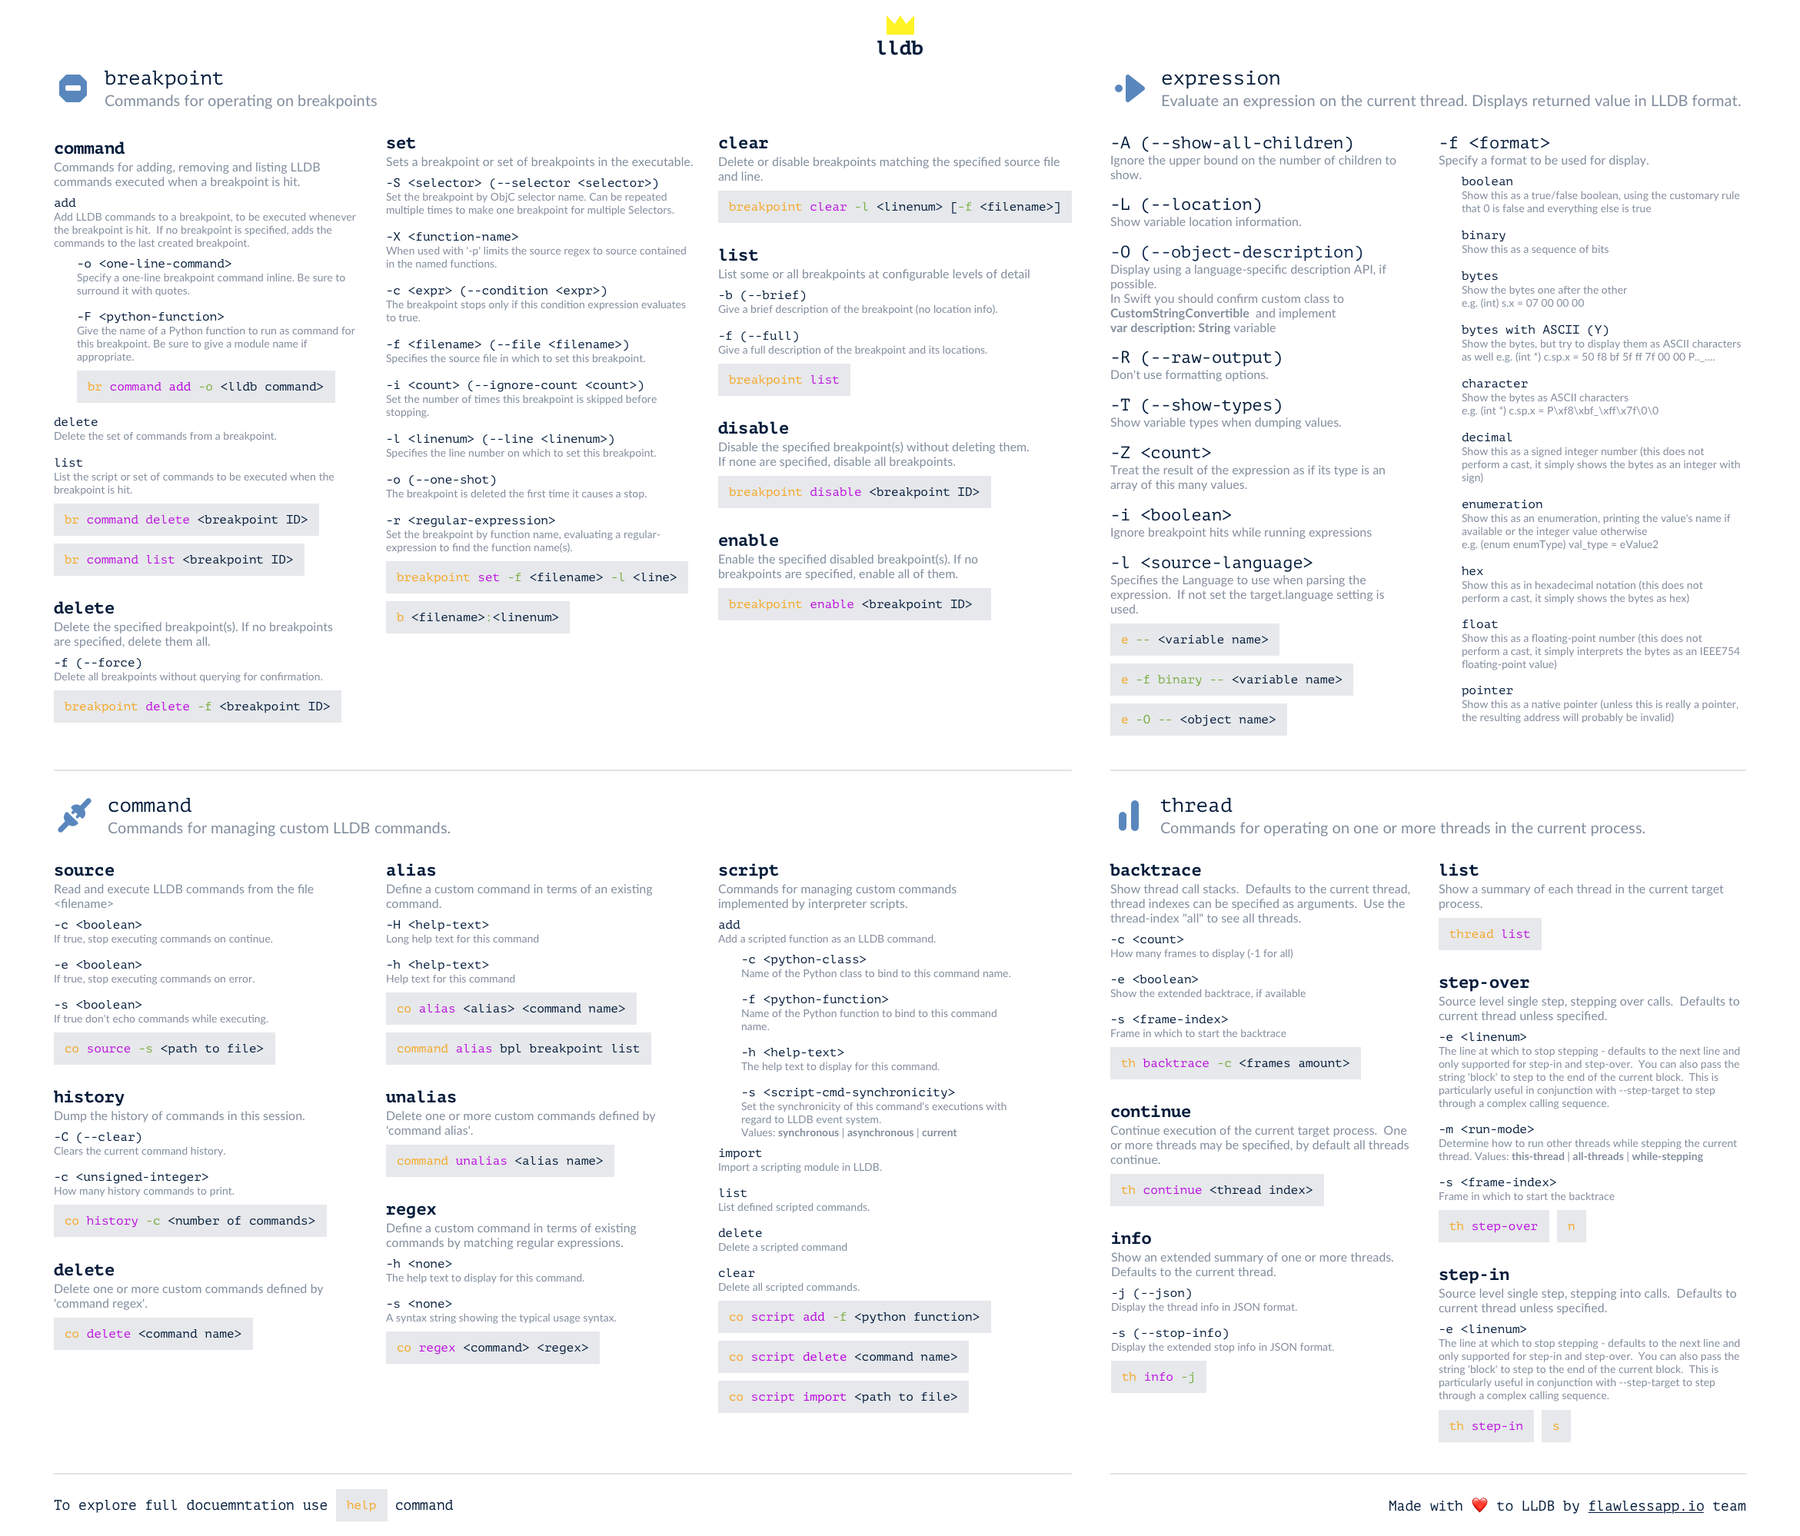 lldb
breakpoint
Commands for operating on breakpoints
command
Commands for adding, removing and listing LLDB
commands executed when a breakpoint is hit.
add
Add LLDB commands to a breakpoint, to be executed whenever
the breakpoint is hit.  If no breakpoint is specified, adds the
commands to the last created breakpoint.
-o <one-line-command>
Specify a one-line breakpoint command inline. Be sure to
surround it with quotes.
-F <python-function>
Give the name of a Python function to run as command for
this breakpoint. Be sure to give a module name if
appropriate.
br command add -o <lldb command>
delete
Delete the set of commands from a breakpoint.
list
List the script or set of commands to be executed when the
breakpoint is hit.
br command delete <breakpoint ID>
br command list <breakpoint ID>
delete
Delete the specified breakpoint(s). If no breakpoints
are specified, delete them all.
-f (--force)
Delete all breakpoints without querying for confirmation.
breakpoint delete -f <breakpoint ID>
set
Sets a breakpoint or set of breakpoints in the executable.
-S <selector> (--selector <selector>)
Set the breakpoint by ObjC selector name. Can be repeated
multiple times to make one breakpoint for multiple Selectors.
-X <function-name>
When used with '-p' limits the source regex to source contained
in the named functions.
-c <expr> (--condition <expr>)
The breakpoint stops only if this condition expression evaluates
to true.
-f <filename> (--file <filename>)
Specifies the source file in which to set this breakpoint.
-i <count> (--ignore-count <count>)
Set the number of times this breakpoint is skipped before
stopping.
-l <linenum> (--line <linenum>)
Specifies the line number on which to set this breakpoint.
-o (--one-shot)
The breakpoint is deleted the first time it causes a stop.
-r <regular-expression>
Set the breakpoint by function name, evaluating a regular-
expression to find the function name(s).
breakpoint set -f <filename> -l <line>
b <filename>:<linenum>
clear
Delete or disable breakpoints matching the specified source file
and line.
breakpoint clear -l <linenum> [-f <filename>]
list
List some or all breakpoints at configurable levels of detail
-b (--brief)
Give a brief description of the breakpoint (no location info).
-f (--full)
Give a full description of the breakpoint and its locations.
breakpoint list
disable
Disable the specified breakpoint(s) without deleting them.
If none are specified, disable all breakpoints.
breakpoint disable <breakpoint ID>
enable
Enable the specified disabled breakpoint(s). If no
breakpoints are specified, enable all of them.
breakpoint enable <breakpoint ID>
expression
Evaluate an expression on the current thread. Displays returned value in LLDB format.
-A (--show-all-children)
Ignore the upper bound on the number of children to
show.
-L (--location)
Show variable location information.
-O (--object-description)
Display using a language-specific description API, if
possible.
In Swift you should confirm custom class to
CustomStringConvertible  and implement
var description: String variable
-R (--raw-output)
Don't use formatting options.
-T (--show-types)
Show variable types when dumping values.
-Z <count>
Treat the result of the expression as if its type is an
array of this many values.
-i <boolean>
Ignore breakpoint hits while running expressions
-l <source-language>
Specifies the Language to use when parsing the
expression.  If not set the target.language setting is
used.
e -- <variable name>
e -f binary -- <variable name>
e -O -- <object name>
-f <format>
Specify a format to be used for display.
boolean
Show this as a true/false boolean, using the customary rule
that 0 is false and everything else is true
binary
Show this as a sequence of bits
bytes
Show the bytes one after the other
e.g. (int) s.x = 07 00 00 00
bytes with ASCII (Y)
Show the bytes, but try to display them as ASCII characters
as well e.g. (int *) c.sp.x = 50 f8 bf 5f ff 7f 00 00 P.._....
character
Show the bytes as ASCII characters
e.g. (int *) c.sp.x = P\xf8\xbf_\xff\x7f\0\0
decimal
Show this as a signed integer number (this does not
perform a cast, it simply shows the bytes as an integer with
sign)
enumeration
Show this as an enumeration, printing the value's name if
available or the integer value otherwise
e.g. (enum enumType) val_type = eValue2
hex
Show this as in hexadecimal notation (this does not
perform a cast, it simply shows the bytes as hex)
float
Show this as a floating-point number (this does not
perform a cast, it simply interprets the bytes as an IEEE754
floating-point value)
pointer
Show this as a native pointer (unless this is really a pointer,
the resulting address will probably be invalid)
command
Commands for managing custom LLDB commands.
source
Read and execute LLDB commands from the file
<filename>
-c <boolean>
If true, stop executing commands on continue.
-e <boolean>
If true, stop executing commands on error.
-s <boolean>
If true don't echo commands while executing.
co source -s <path to file>
history
Dump the history of commands in this session.
-C (--clear)
Clears the current command history.
-c <unsigned-integer>
How many history commands to print.
co history -c <number of commands>
delete
Delete one or more custom commands defined by
'command regex'.
co delete <command name>
alias
Define a custom command in terms of an existing
command.
-H <help-text>
Long help text for this command
-h <help-text>
Help text for this command
co alias <alias> <command name>
command alias bpl breakpoint list
unalias
Delete one or more custom commands defined by
'command alias'.
command unalias <alias name>
regex
Define a custom command in terms of existing
commands by matching regular expressions.
-h <none>
The help text to display for this command.
-s <none>
A syntax string showing the typical usage syntax.
co regex <command> <regex>
script
Commands for managing custom commands
implemented by interpreter scripts.
add
Add a scripted function as an LLDB command.
-c <python-class>
Name of the Python class to bind to this command name.
-f <python-function>
Name of the Python function to bind to this command
name.
-h <help-text>
The help text to display for this command.
-s <script-cmd-synchronicity>
Set the synchronicity of this command's executions with
regard to LLDB event system.
Values: synchronous | asynchronous | current
import
Import a scripting module in LLDB.
list
List defined scripted commands.
delete
Delete a scripted command
clear
Delete all scripted commands.
co script add -f <python function>
co script delete <command name>
co script import <path to file>
thread
Commands for operating on one or more threads in the current process.
backtrace
Show thread call stacks.  Defaults to the current thread,
thread indexes can be specified as arguments.  Use the
thread-index "all" to see all threads.
-c <count>
How many frames to display (-1 for all)
-e <boolean>
Show the extended backtrace, if available
-s <frame-index>
Frame in which to start the backtrace
th backtrace -c <frames amount>
continue
Continue execution of the current target process.  One
or more threads may be specified, by default all threads
continue.
th continue <thread index>
info
Show an extended summary of one or more threads.
Defaults to the current thread.
-j (--json)
Display the thread info in JSON format.
-s (--stop-info)
Display the extended stop info in JSON format.
th info -j
list
Show a summary of each thread in the current target
process.
thread list
step-over
Source level single step, stepping over calls.  Defaults to
current thread unless specified.
-e <linenum>
The line at which to stop stepping - defaults to the next line and
only supported for step-in and step-over.  You can also pass the
string 'block' to step to the end of the current block.  This is
particularly useful in conjunction with --step-target to step
through a complex calling sequence.
-m <run-mode>
Determine how to run other threads while stepping the current
thread. Values: this-thread | all-threads | while-stepping
-s <frame-index>
Frame in which to start the backtrace
th step-over n
step-in
Source level single step, stepping into calls.  Defaults to
current thread unless specified.
-e <linenum>
The line at which to stop stepping - defaults to the next line and
only supported for step-in and step-over.  You can also pass the
string 'block' to step to the end of the current block.  This is
particularly useful in conjunction with --step-target to step
through a complex calling sequence.
th step-in s
To explore full docuemntation use help command
Made with ❤️ to LLDB by flawlessapp.io team